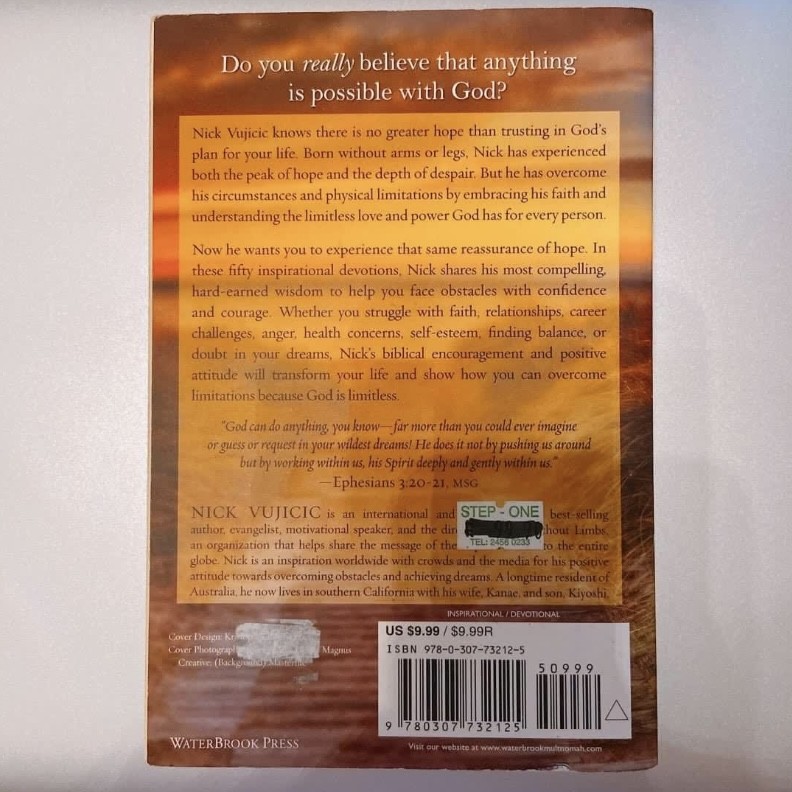 Do you really believe that anything
is possible with God?
Nick Vujicic knows there is no greater hope than trusting in God's
plan for your life. Born without arms or legs, Nick has experienced
both the peak of hope and the depth of despair. But he has overcome
his circumstances and physical limitations by embracing his faith and
understanding the limitless love and power God has for every person.
Now he wants you to experience that same reassurance of hope. In
these fifty inspirational devotions, Nick shares his most compelling,
hard-earned wisdom to help you face obstacles with confidence
and courage. Whether you struggle with faith, relationships, career
challenges, anger, health concerns, self-esteem, finding balance, or
doubt in your dreams, Nick's biblical encouragement and positive
attitude will transform your life and show how you can overcome
limitations because God is limitless.
"God can do anything, you know—far more than you could ever imagine
or guess or request in your wildest dreams! He does it not by pushing us around
but by working within us, his Spirit deeply and gently within us."
—Ephesians 3:20-21, MSG
NICK VUJICIC is an international and STEP - ONE best-selling
author, evangelist, motivational speaker, and the Limbs,
TEL: 2456 0233
an organization that helps share the message of the to the entire
globe. Nick is an inspiration worldwide with crowds and the media for his positive
attitude towards overcoming obstacles and achieving dreams. A longtime resident of
Australia, he now lives in southern California with his wife, Kanae, and son, Kiyoshi.
INSPIRATIONAL / DEVOTIONAL
US $9.99 / $9.99R
ISBN 978-0-307-73212-5
50999
9 780307 732125
Cover Design:
Cover Magnus
Creative: (Background)
WATERBROOK PRESS
Visit our website at www.waterbrookmultnomah.com